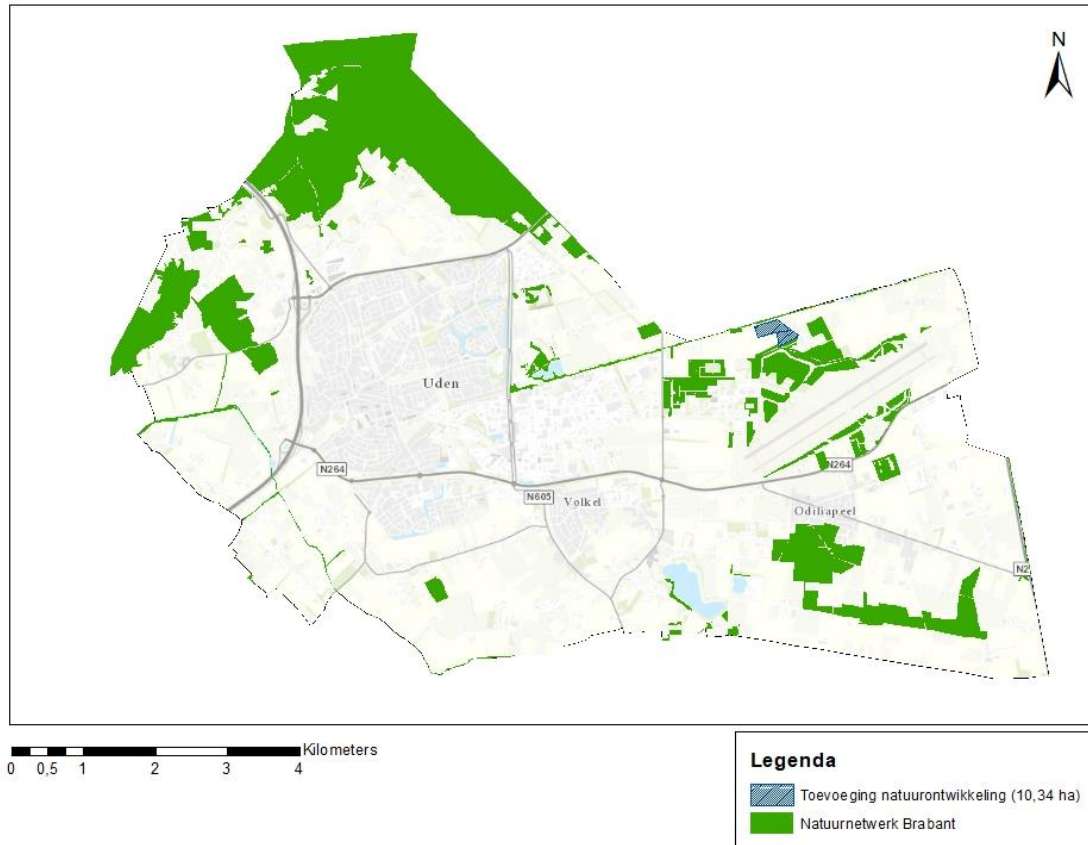 N
Uden
N264
N605
Volkel
N264
Odiliapeel
N2
Kilometers
0 0,5 1 2 3 4
Legenda
Toevoeging natuurontwikkeling (10,34 ha)
Natuurnetwerk Brabant